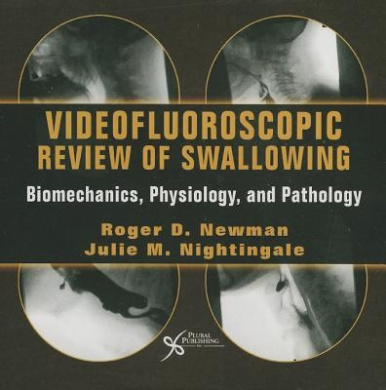 VIDEOFLUOROSCOPIC
REVIEW OF SWALLOWING
Biomechanics, Physiology, and Pathology
Roger D. Newman
Julie M. Nightingale
PLURAL
PUBLISHING